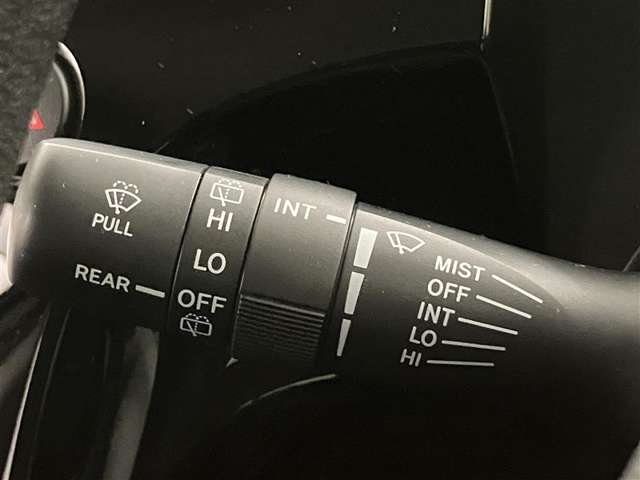 PULL
REAR
HI
LO
OFF
INT
MIST
OFF
INT
LO
HI